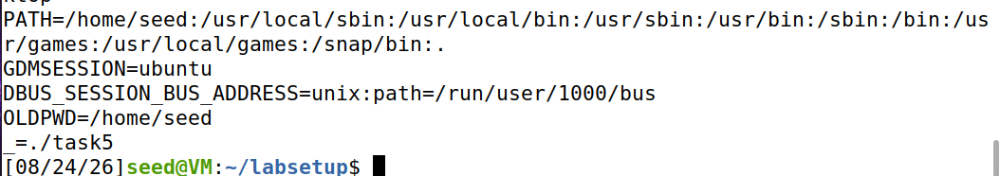 PATH=/home/seed:/usr/local/sbin:/usr/local/bin:/usr/sbin:/usr/bin:/sbin:/bin:/us
r/games:/usr/local/games:/snap/bin:.
GDMSESSION=ubuntu
DBUS_SESSION_BUS_ADDRESS=unix:path=/run/user/1000/bus
OLDPWD=/home/seed
_=./task5
[08/24/26]seed@VM:~/labsetup$